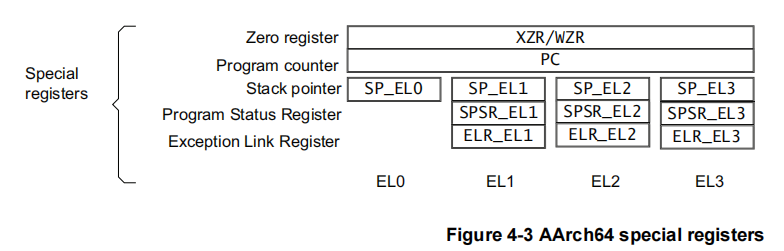 Zero register XZR/WZR
Program counter PC
Special registers
Stack pointer SP_EL0 SP_EL1 SP_EL2 SP_EL3
Program Status Register SPSR_EL1 SPSR_EL2 SPSR_EL3
Exception Link Register ELR_EL1 ELR_EL2 ELR_EL3
EL0 EL1 EL2 EL3
Figure 4-3 AArch64 special registers